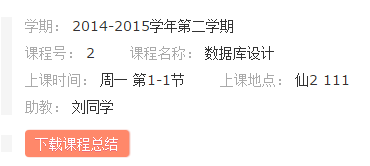 学期： 2014-2015学年第二学期
课程号： 2 课程名称： 数据库设计
上课时间： 周一 第1-1节 上课地点： 仙2 111
助教： 刘同学
下载课程总结